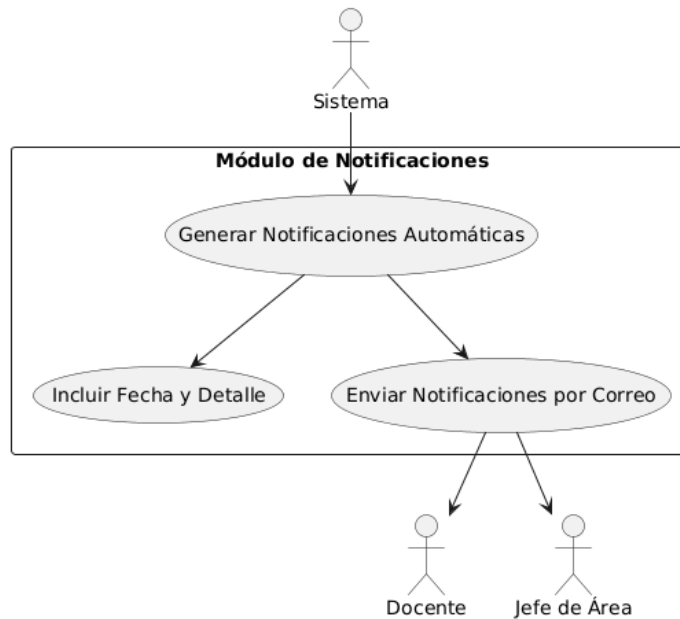 Sistema
Módulo de Notificaciones
Generar Notificaciones Automáticas
Incluir Fecha y Detalle
Enviar Notificaciones por Correo
Docente
Jefe de Área